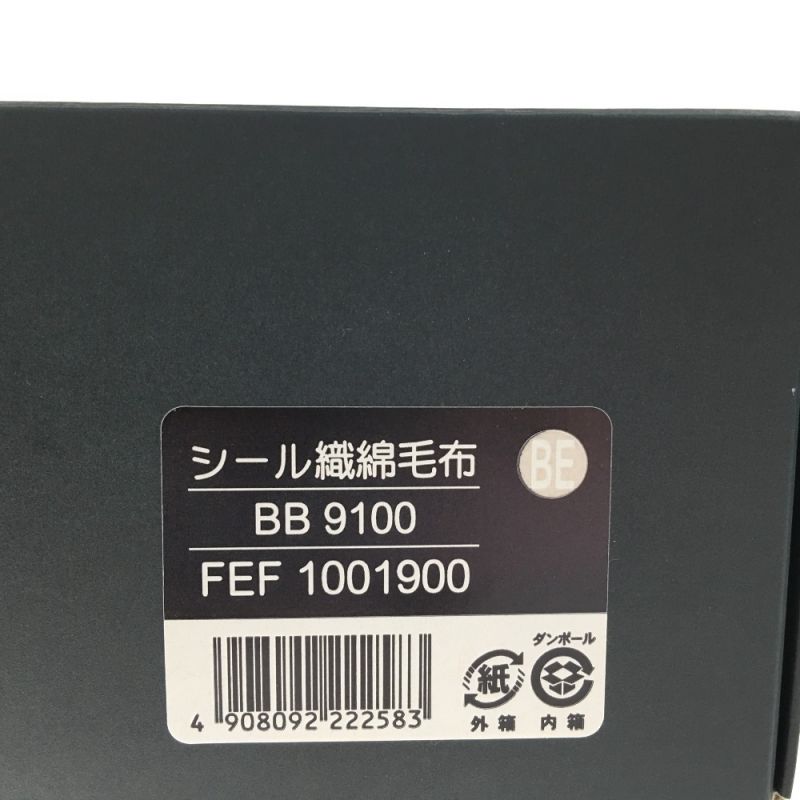 シール織綿毛布
BE
BB 9100
FEF 1001900
4 908092 222583
紙
外箱
ダンボール
内箱